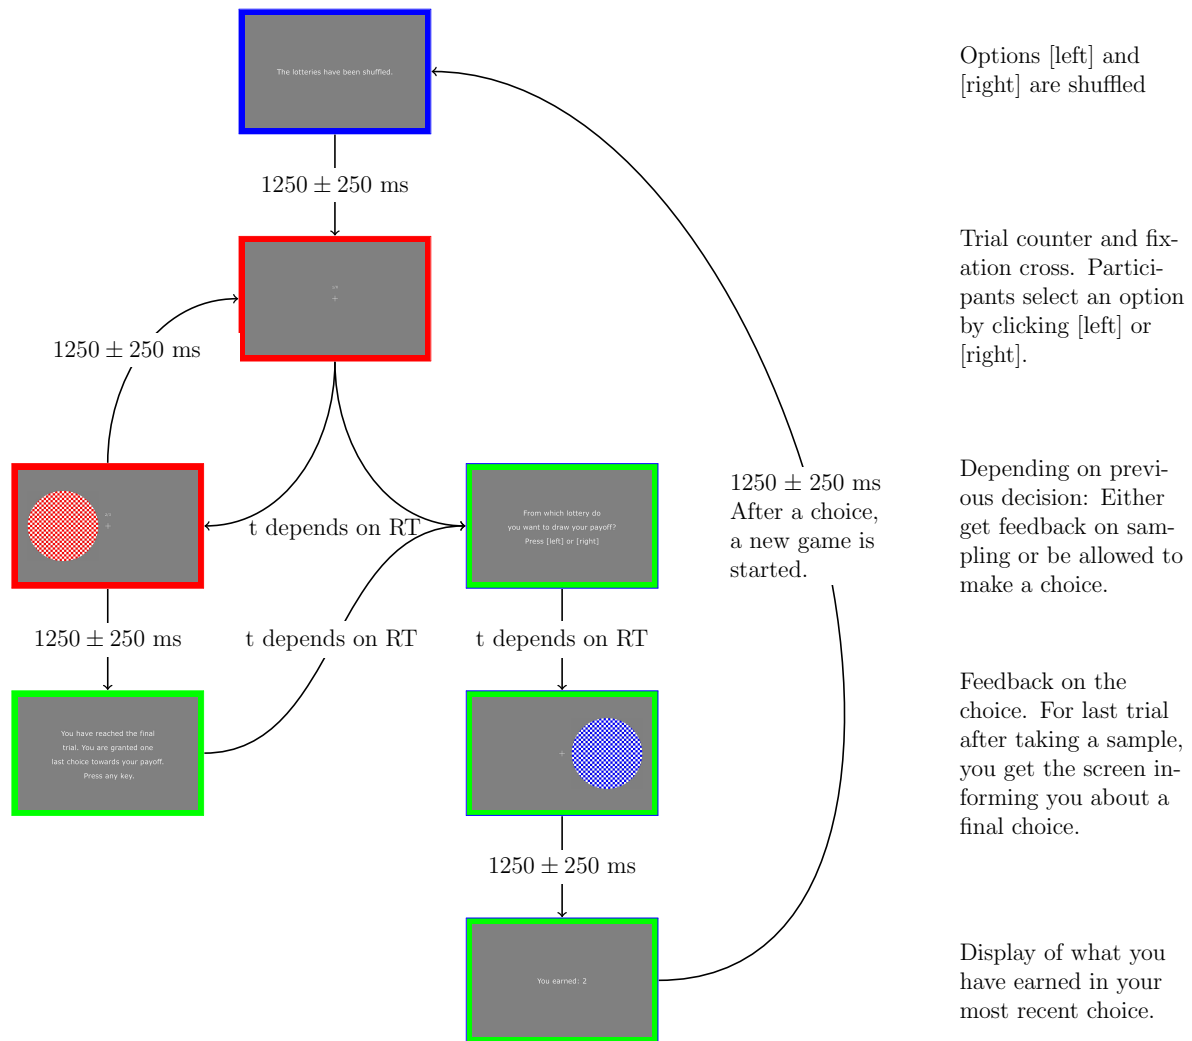 The lotteries have been shuffled.
Options [left] and
[right] are shuffled
1250 ± 250 ms
Trial counter and fix-
ation cross. Partici-
pants select an option
by clicking [left] or
[right].
+
1250 ± 250 ms
t depends on RT
+
From which lottery do
you want to draw your payoff?
Press [left] or [right]
1250 ± 250 ms
After a choice,
a new game is
started.
Depending on previ-
ous decision: Either
get feedback on sam-
pling or be allowed to
make a choice.
1250 ± 250 ms
t depends on RT
t depends on RT
You have reached the final
trial. You are granted one
last choice towards your payoff.
Press any key.
+
Feedback on the
choice. For last trial
after taking a sample,
you get the screen in-
forming you about a
final choice.
1250 ± 250 ms
You earned: 2
Display of what you
have earned in your
most recent choice.